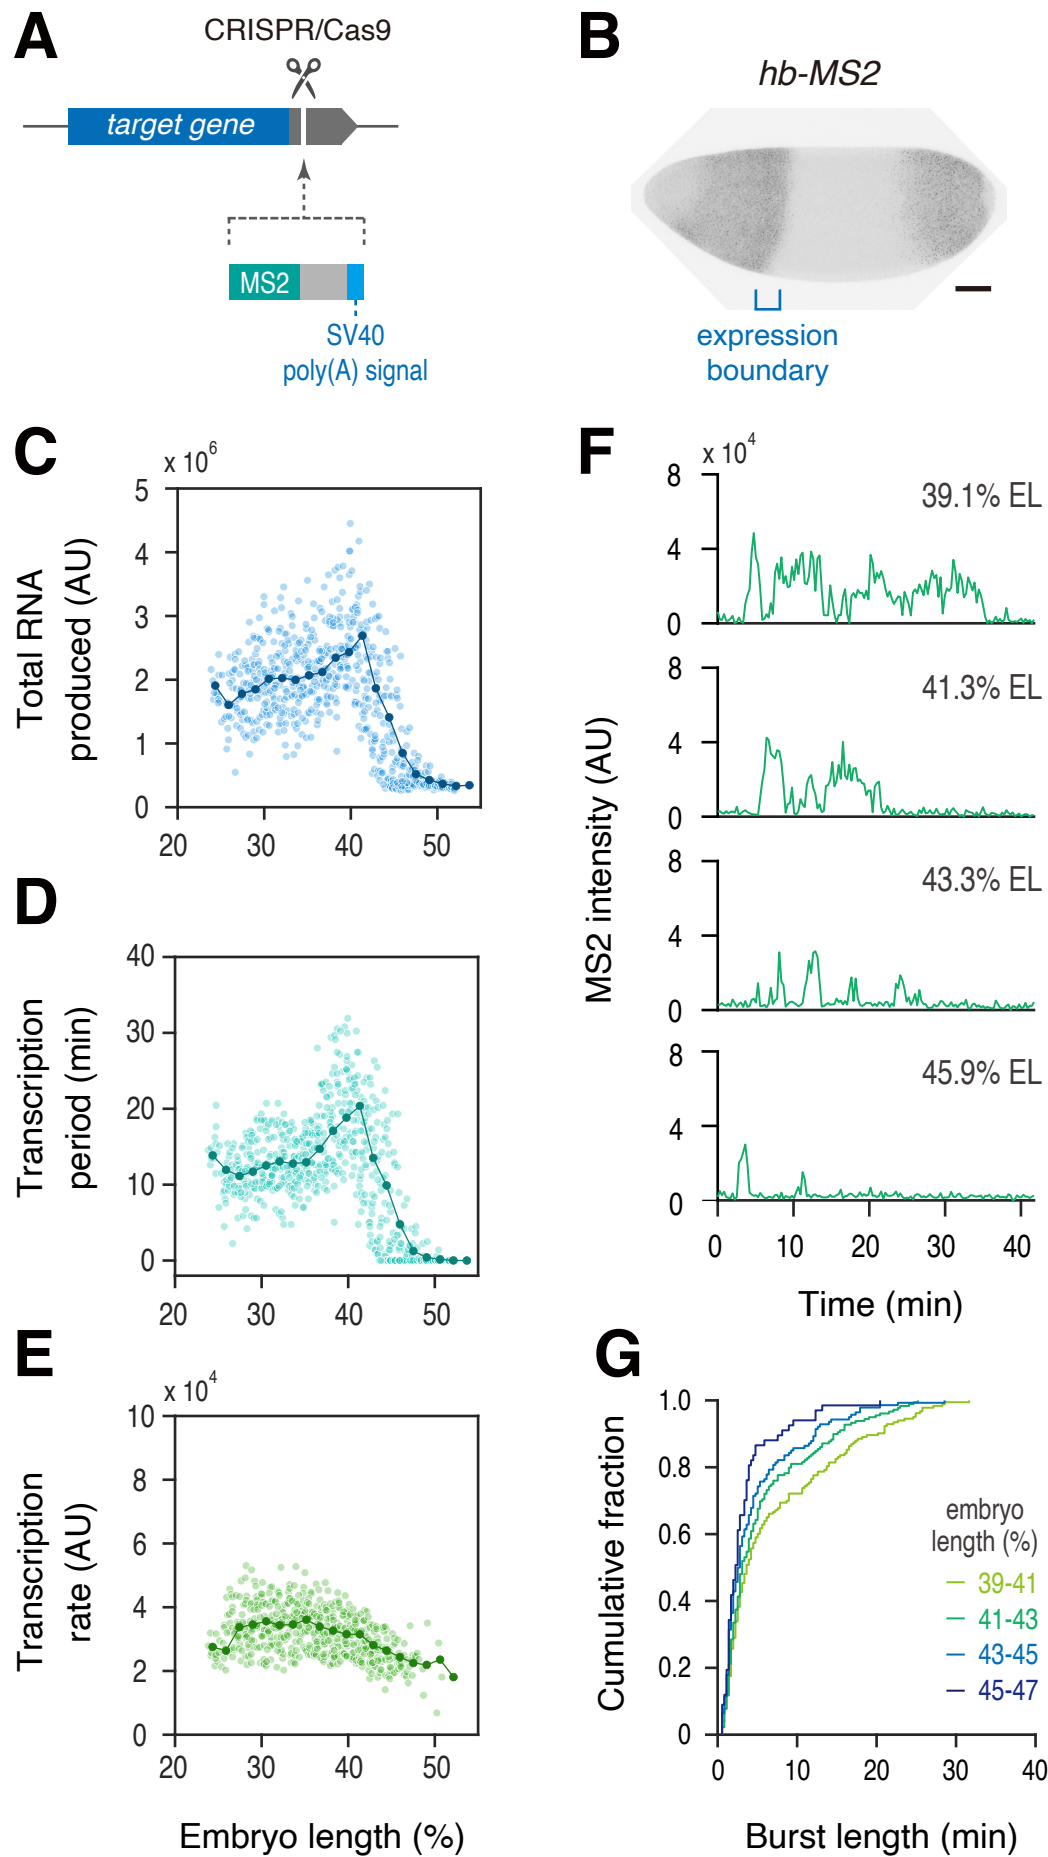 A
CRISPR/Cas9
target gene
MS2
SV40
poly(A) signal
B
hb-MS2
expression
boundary
C
x 10^6
Total RNA
produced (AU)
5
4
3
2
1
0
20 30 40 50
D
Transcription
period (min)
40
30
20
10
0
20 30 40 50
E
x 10^4
Transcription
rate (AU)
10
8
6
4
2
0
20 30 40 50
Embryo length (%)
F
x 10^4
MS2 intensity (AU)
8
39.1% EL
4
0
8
41.3% EL
4
0
8
43.3% EL
4
0
8
45.9% EL
4
0
0 10 20 30 40
Time (min)
G
Cumulative fraction
1.0
0.8
0.6
0.4
0.2
0
embryo
length (%)
39-41
41-43
43-45
45-47
0 10 20 30 40
Burst length (min)